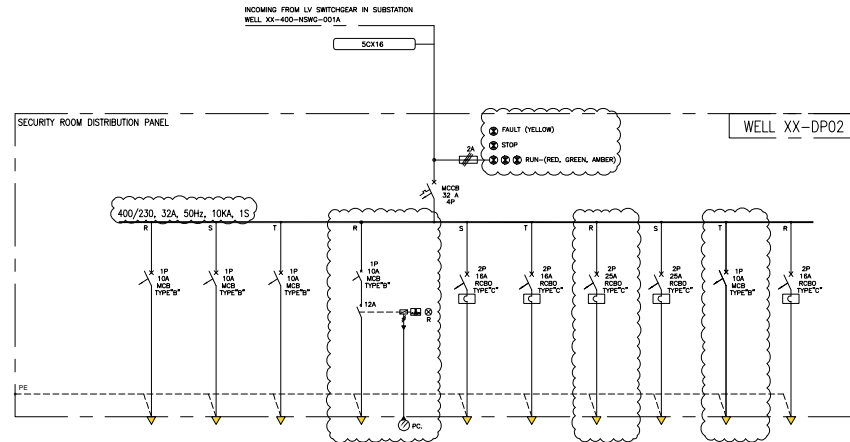 INCOMING FROM LV SWITCHGEAR IN SUBSTATION
WELL XX-400-NSWG-001A
5CX16
SECURITY ROOM DISTRIBUTION PANEL
WELL XX-DP02
FAULT (YELLOW)
STOP
RUN-(RED, GREEN, AMBER)
2A
MCCB
32 A
4P
400/230, 32A, 50Hz, 10KA, 1S
R
S
T
R
S
T
R
S
T
R
1P
10A
MCB
TYPE"B"
1P
10A
MCB
TYPE"B"
1P
10A
MCB
TYPE"B"
1P
10A
MCB
TYPE"B"
2P
16A
RCBO
TYPE"C"
2P
16A
RCBO
TYPE"C"
2P
25A
RCBO
TYPE"C"
2P
25A
RCBO
TYPE"C"
1P
10A
MCB
TYPE"B"
2P
16A
RCBO
TYPE"C"
12A
R
PE
PC.